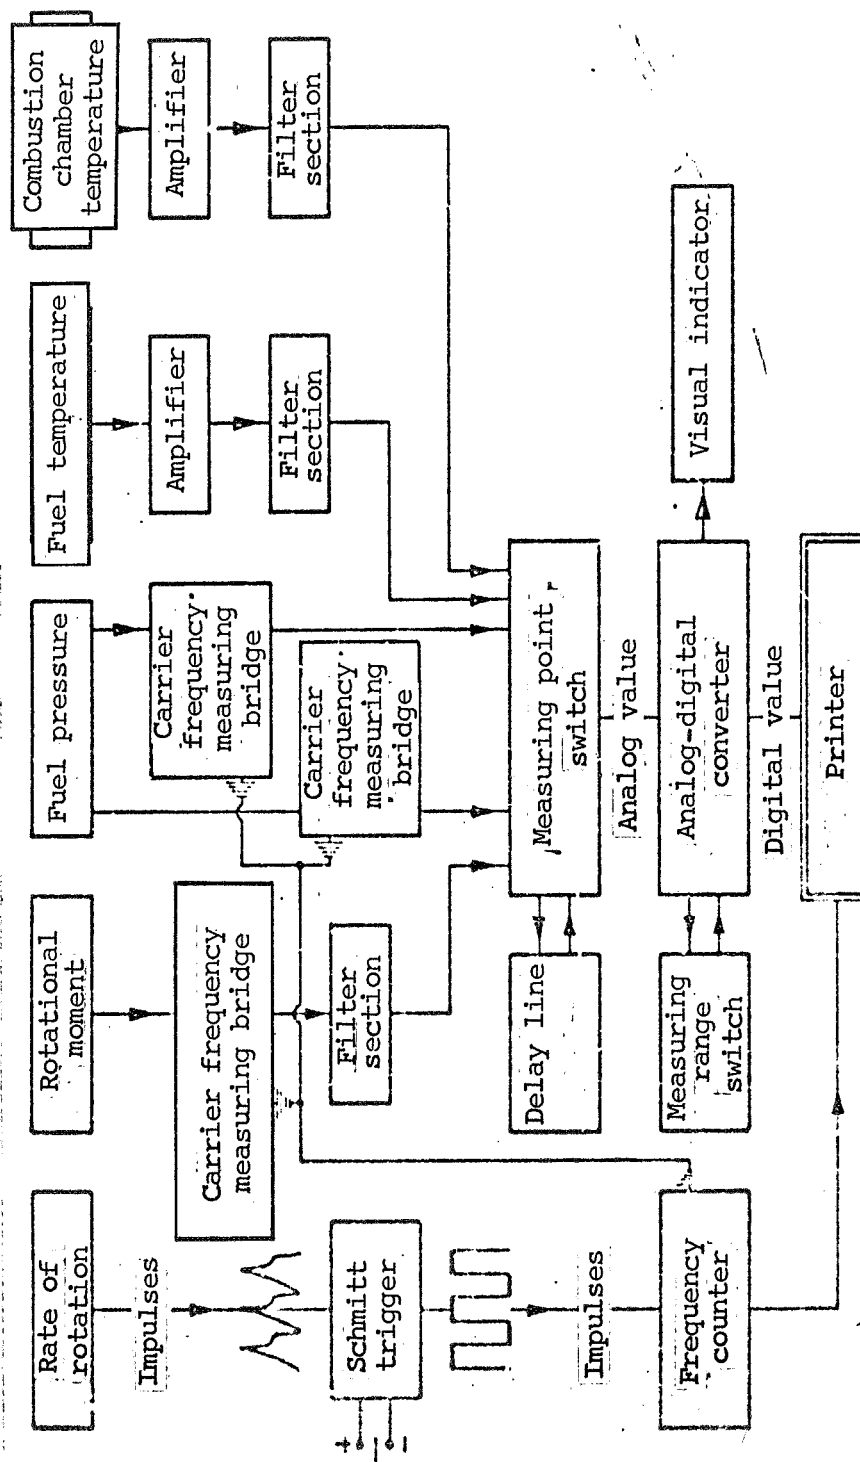 Rate of
rotation
Impulses
Schmitt
trigger
+
-
Impulses
Frequency
counter
Rotational
moment
Carrier frequency
measuring bridge
Filter
section
Delay line
Measuring
range
switch
Fuel pressure
Carrier
frequency
measuring
bridge
Carrier
frequency
measuring
bridge
Measuring point
switch
Analog value
Analog-digital
converter
Digital value
Printer
Fuel temperature
Amplifier
Filter
section
Visual indicator
Combustion
chamber
temperature
Amplifier
Filter
section